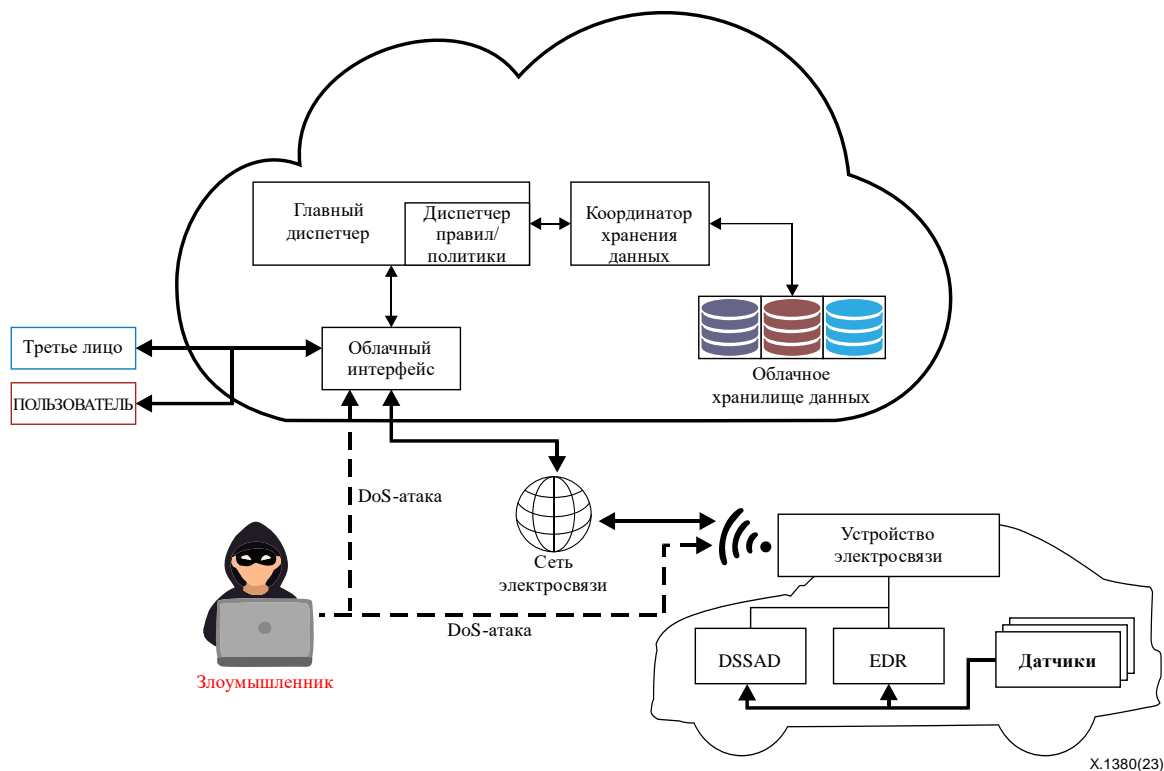 Главный
диспетчер
Диспетчер
правил/
политики
Координатор
хранения
данных
Третье лицо
ПОЛЬЗОВАТЕЛЬ
Облачный
интерфейс
Облачное
хранилище данных
DoS-атака
Сеть
электросвязи
Устройство
электросвязи
DoS-атака
DSSAD
EDR
Датчики
Злоумышленник
X.1380(23)